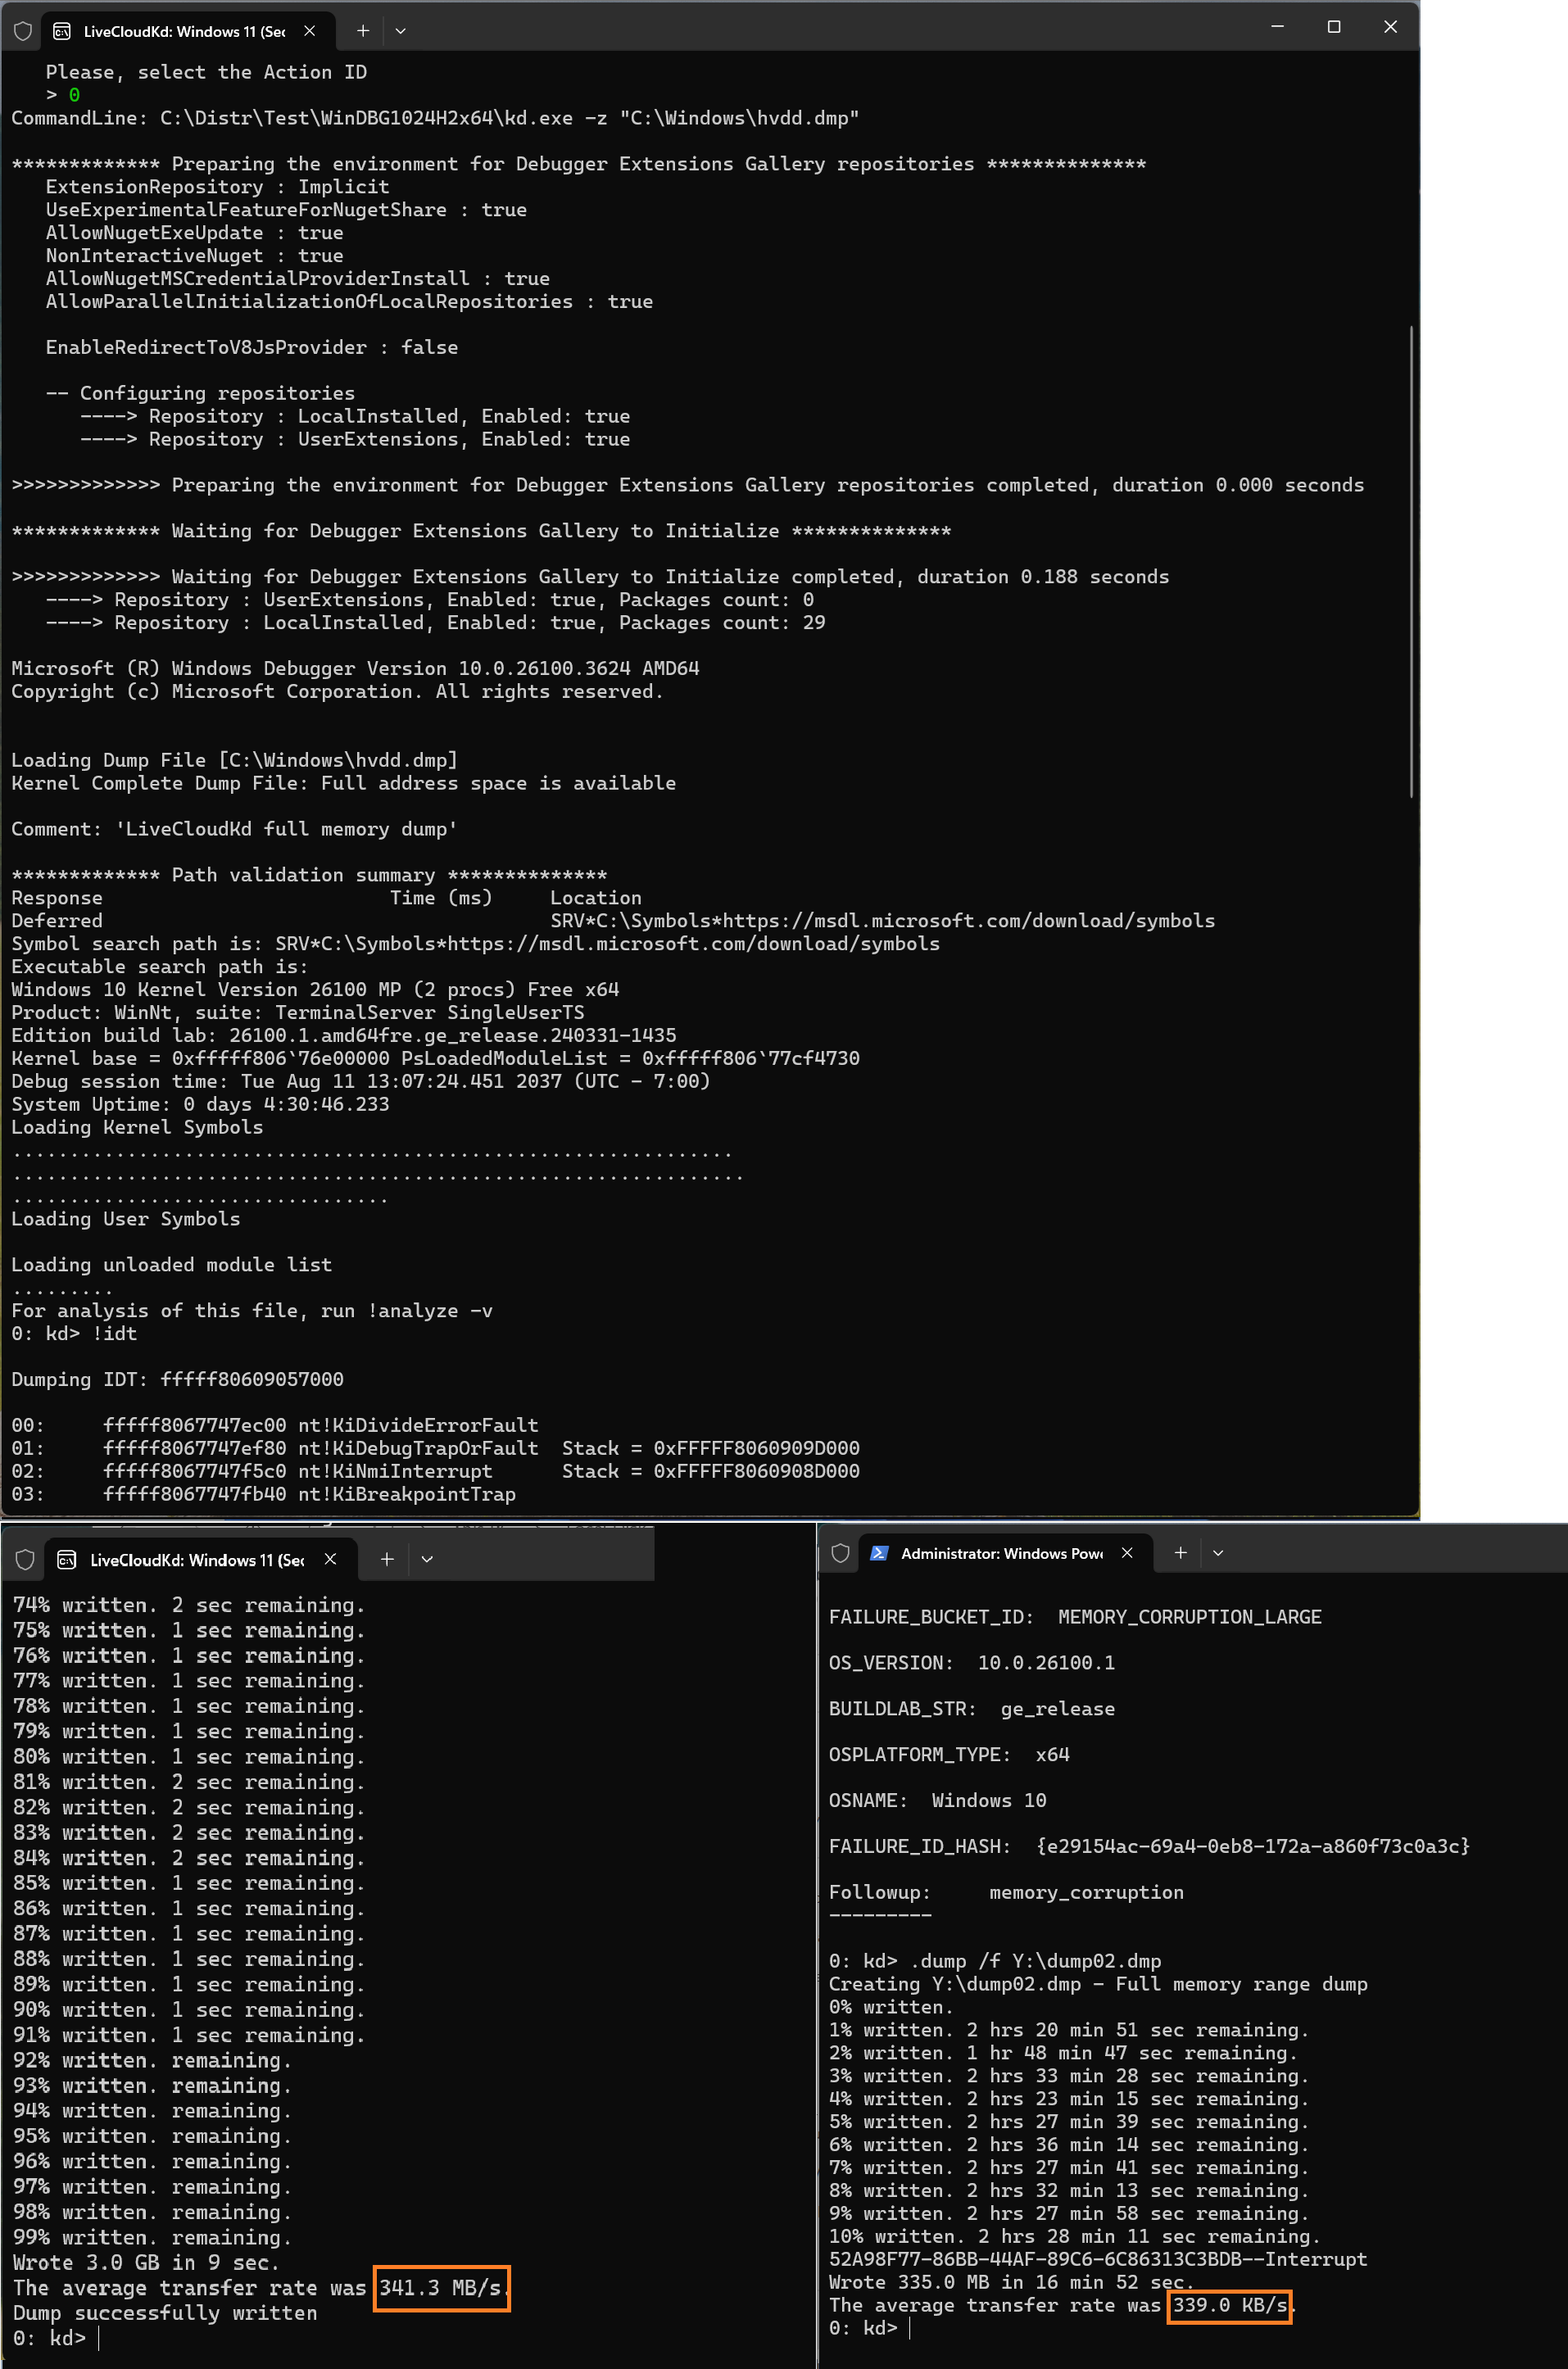 LiveCloudKd: Windows 11 (Sec
Please, select the Action ID
> 0
CommandLine: C:\Distr\Test\WinDBG1024H2x64\kd.exe -z "C:\Windows\hvdd.dmp"
************* Preparing the environment for Debugger Extensions Gallery repositories **************
ExtensionRepository : Implicit
UseExperimentalFeatureForNugetShare : true
AllowNugetExeUpdate : true
NonInteractiveNuget : true
AllowNugetMSCredentialProviderInstall : true
AllowParallelInitializationOfLocalRepositories : true
EnableRedirectToV8JsProvider : false
-- Configuring repositories
----> Repository : LocalInstalled, Enabled: true
----> Repository : UserExtensions, Enabled: true
>>>>>>>>>>>>> Preparing the environment for Debugger Extensions Gallery repositories completed, duration 0.000 seconds
************* Waiting for Debugger Extensions Gallery to Initialize **************
>>>>>>>>>>>>> Waiting for Debugger Extensions Gallery to Initialize completed, duration 0.188 seconds
----> Repository : UserExtensions, Enabled: true, Packages count: 0
----> Repository : LocalInstalled, Enabled: true, Packages count: 29
Microsoft (R) Windows Debugger Version 10.0.26100.3624 AMD64
Copyright (c) Microsoft Corporation. All rights reserved.
Loading Dump File [C:\Windows\hvdd.dmp]
Kernel Complete Dump File: Full address space is available
Comment: 'LiveCloudKd full memory dump'
************* Path validation summary **************
Response Time (ms) Location
Deferred SRV*C:\Symbols*https://msdl.microsoft.com/download/symbols
Symbol search path is: SRV*C:\Symbols*https://msdl.microsoft.com/download/symbols
Executable search path is:
Windows 10 Kernel Version 26100 MP (2 procs) Free x64
Product: WinNt, suite: TerminalServer SingleUserTS
Edition build lab: 26100.1.amd64fre.ge_release.240331-1435
Kernel base = 0xfffff806`76e00000 PsLoadedModuleList = 0xfffff806`77cf4730
Debug session time: Tue Aug 11 13:07:24.451 2037 (UTC - 7:00)
System Uptime: 0 days 4:30:46.233
Loading Kernel Symbols
...............................................................
................................................................
.................................
Loading User Symbols
Loading unloaded module list
.........
For analysis of this file, run !analyze -v
0: kd> !idt
Dumping IDT: fffff80609057000
00: fffff8067747ec00 nt!KiDivideErrorFault
01: fffff8067747ef80 nt!KiDebugTrapOrFault Stack = 0xFFFFF8060909D000
02: fffff8067747f5c0 nt!KiNmiInterrupt Stack = 0xFFFFF8060908D000
03: fffff8067747fb40 nt!KiBreakpointTrap
LiveCloudKd: Windows 11 (Sec
74% written. 2 sec remaining.
75% written. 1 sec remaining.
76% written. 1 sec remaining.
77% written. 1 sec remaining.
78% written. 1 sec remaining.
79% written. 1 sec remaining.
80% written. 1 sec remaining.
81% written. 2 sec remaining.
82% written. 2 sec remaining.
83% written. 2 sec remaining.
84% written. 2 sec remaining.
85% written. 1 sec remaining.
86% written. 1 sec remaining.
87% written. 1 sec remaining.
88% written. 1 sec remaining.
89% written. 1 sec remaining.
90% written. 1 sec remaining.
91% written. 1 sec remaining.
92% written. remaining.
93% written. remaining.
94% written. remaining.
95% written. remaining.
96% written. remaining.
97% written. remaining.
98% written. remaining.
99% written. remaining.
Wrote 3.0 GB in 9 sec.
The average transfer rate was 341.3 MB/s.
Dump successfully written
0: kd>
Administrator: Windows Powe
FAILURE_BUCKET_ID: MEMORY_CORRUPTION_LARGE
OS_VERSION: 10.0.26100.1
BUILDLAB_STR: ge_release
OSPLATFORM_TYPE: x64
OSNAME: Windows 10
FAILURE_ID_HASH: {e29154ac-69a4-0eb8-172a-a860f73c0a3c}
Followup: memory_corruption
---------
0: kd> .dump /f Y:\dump02.dmp
Creating Y:\dump02.dmp - Full memory range dump
0% written.
1% written. 2 hrs 20 min 51 sec remaining.
2% written. 1 hr 48 min 47 sec remaining.
3% written. 2 hrs 33 min 28 sec remaining.
4% written. 2 hrs 23 min 15 sec remaining.
5% written. 2 hrs 27 min 39 sec remaining.
6% written. 2 hrs 36 min 14 sec remaining.
7% written. 2 hrs 27 min 41 sec remaining.
8% written. 2 hrs 32 min 13 sec remaining.
9% written. 2 hrs 27 min 58 sec remaining.
10% written. 2 hrs 28 min 11 sec remaining.
52A98F77-86BB-44AF-89C6-6C86313C3BDB--Interrupt
Wrote 335.0 MB in 16 min 52 sec.
The average transfer rate was 339.0 KB/s.
0: kd>